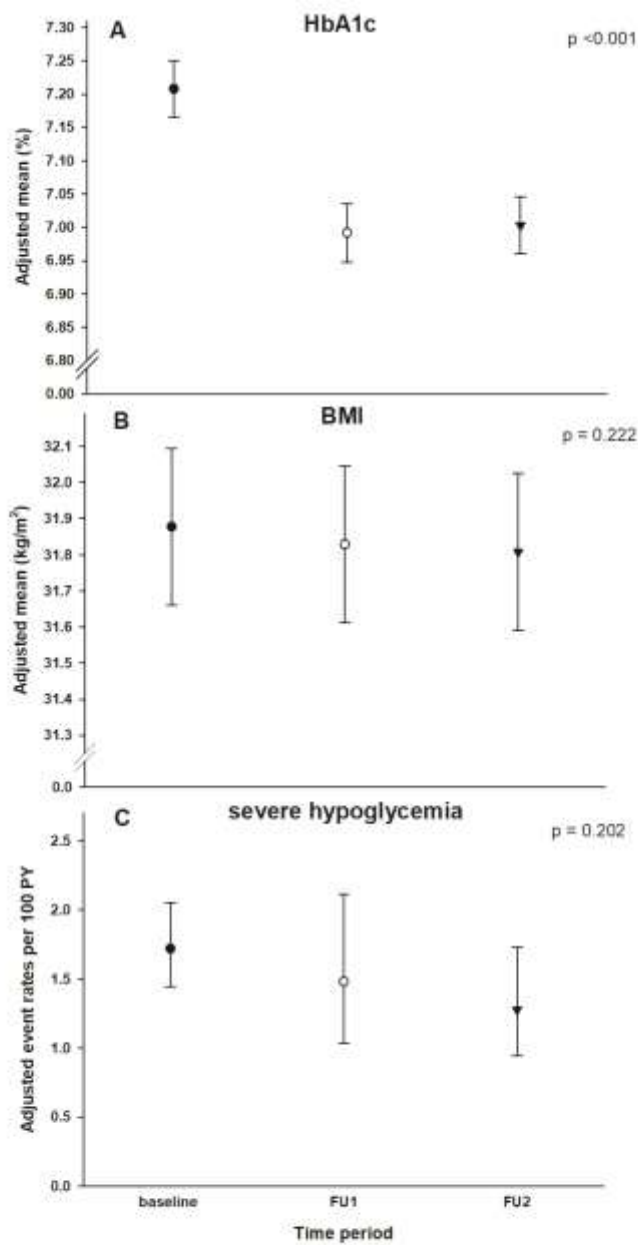 A
HbA1c
p <0.001
Adjusted mean (%)
7.30
7.25
7.20
7.15
7.10
7.05
7.00
6.95
6.90
6.85
6.80
0.00
B
BMI
p = 0.222
Adjusted mean (kg/m²)
32.1
32.0
31.9
31.8
31.7
31.6
31.5
31.4
31.3
0.0
C
severe hypoglycemia
p = 0.202
Adjusted event rates per 100 PY
2.5
2.0
1.5
1.0
0.5
0.0
baseline FU1 FU2
Time period